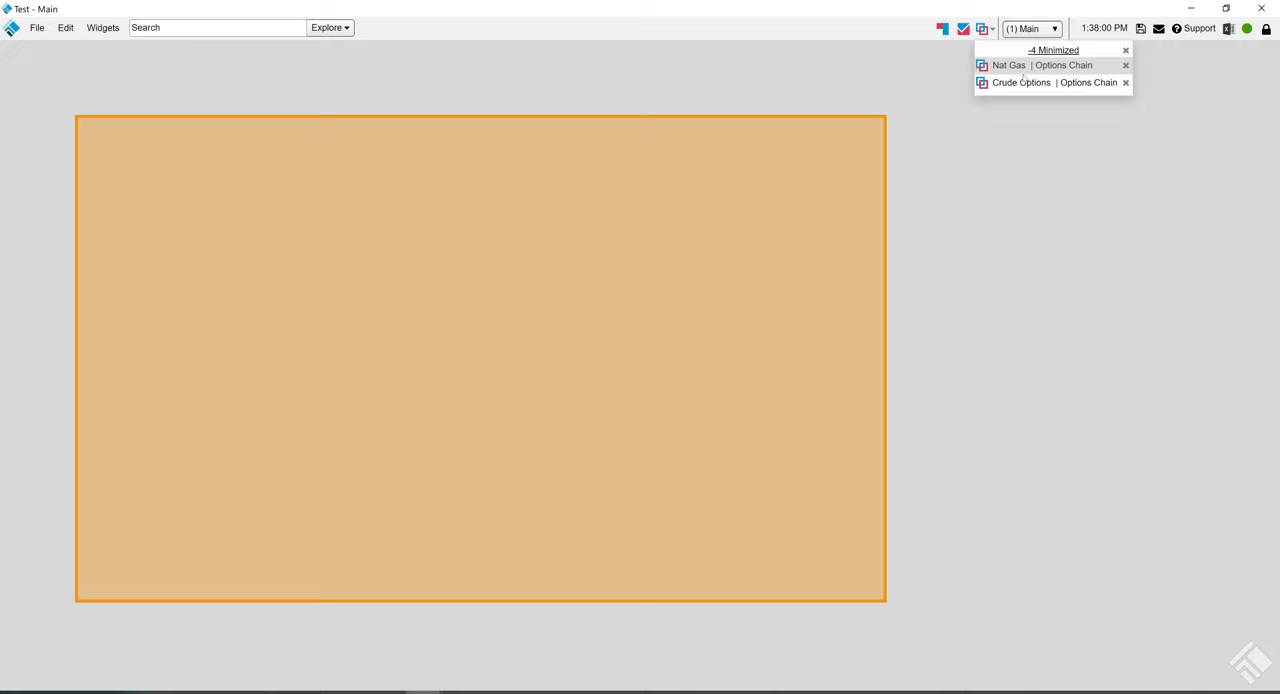 Test - Main
File Edit Widgets Search Explore (1) Main 1:38:00 PM Support
-4 Minimized
Nat Gas | Options Chain
Crude Options | Options Chain